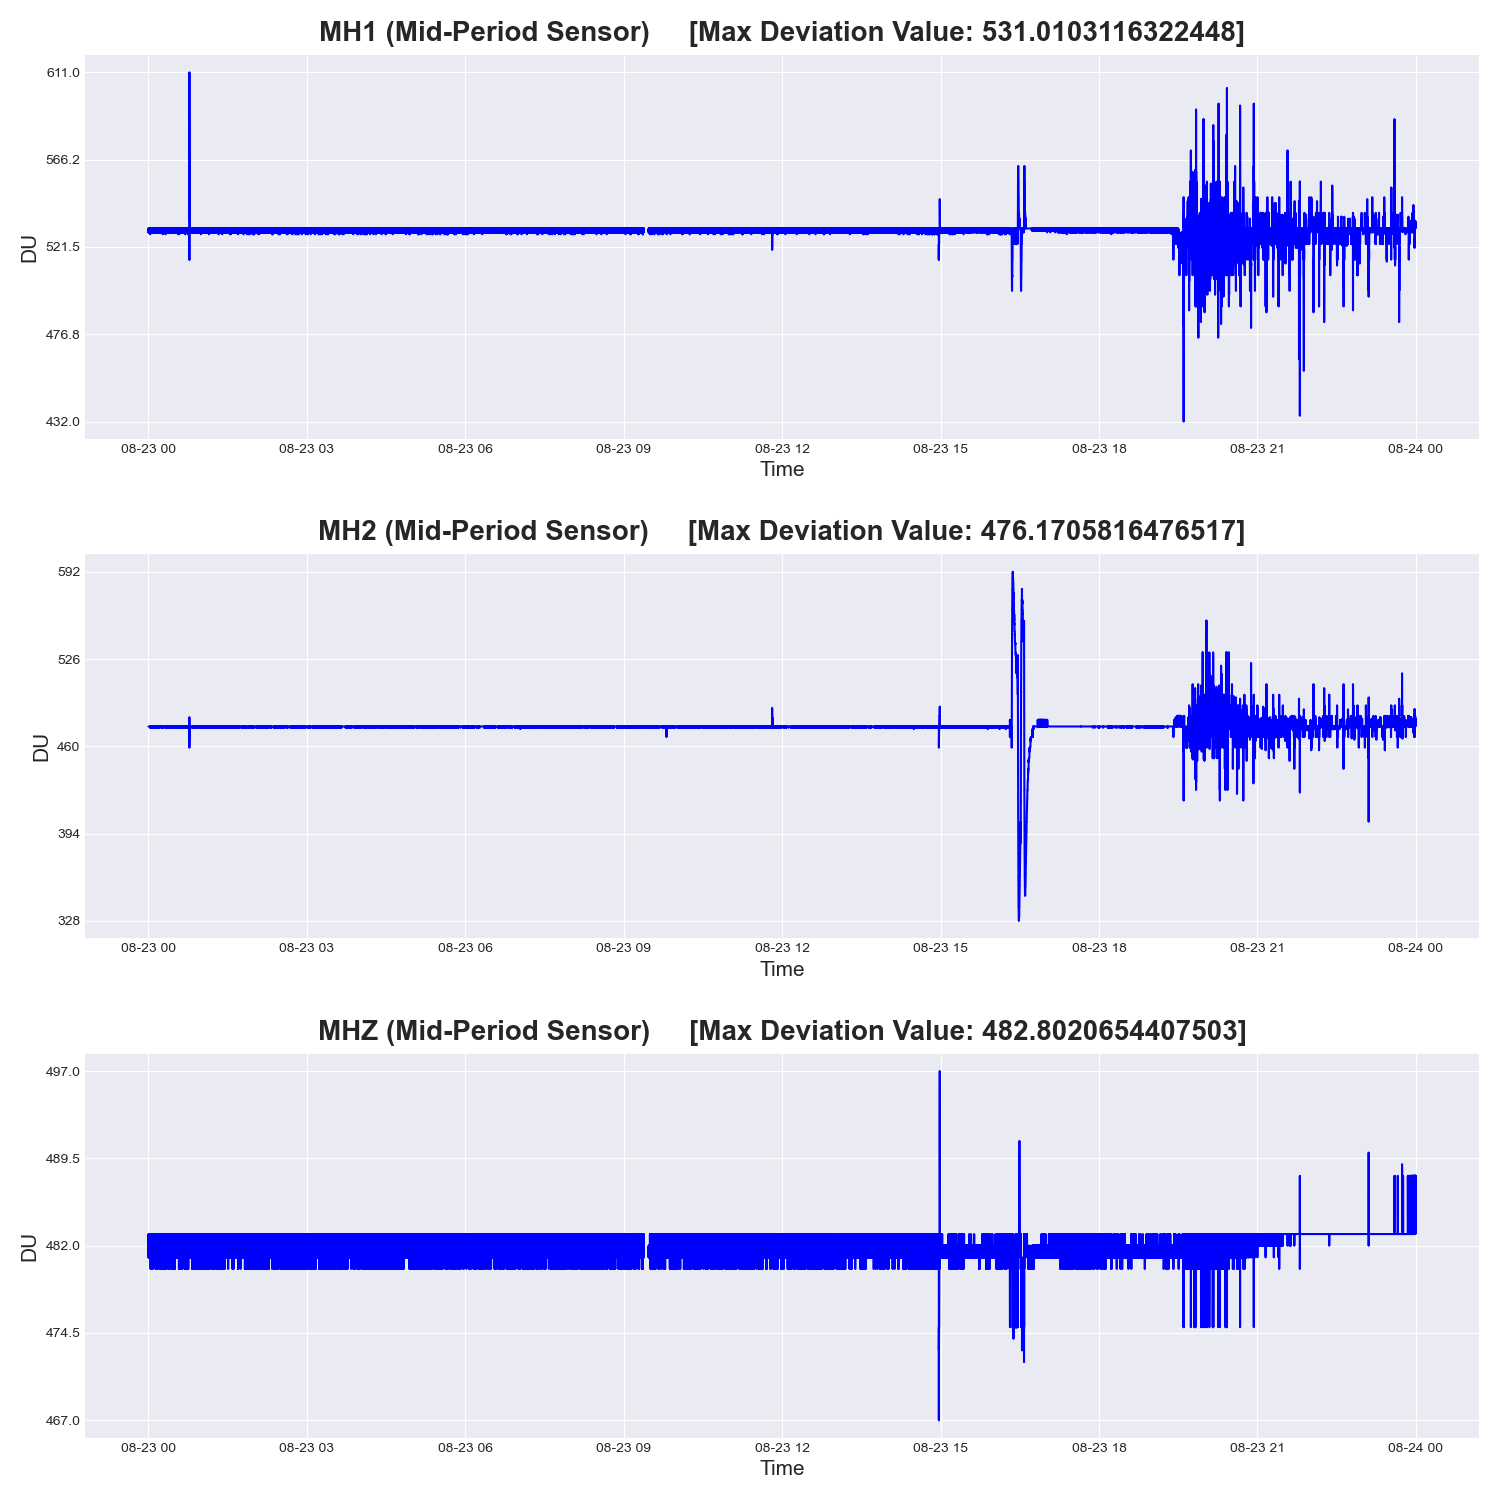 MH1 (Mid-Period Sensor) [Max Deviation Value: 531.0103116322448]
611.0
566.2
521.5
476.8
432.0
DU
08-23 00 08-23 03 08-23 06 08-23 09 08-23 12 08-23 15 08-23 18 08-23 21 08-24 00
Time
MH2 (Mid-Period Sensor) [Max Deviation Value: 476.1705816476517]
592
526
460
394
328
DU
08-23 00 08-23 03 08-23 06 08-23 09 08-23 12 08-23 15 08-23 18 08-23 21 08-24 00
Time
MHZ (Mid-Period Sensor) [Max Deviation Value: 482.8020654407503]
497.0
489.5
482.0
474.5
467.0
DU
08-23 00 08-23 03 08-23 06 08-23 09 08-23 12 08-23 15 08-23 18 08-23 21 08-24 00
Time